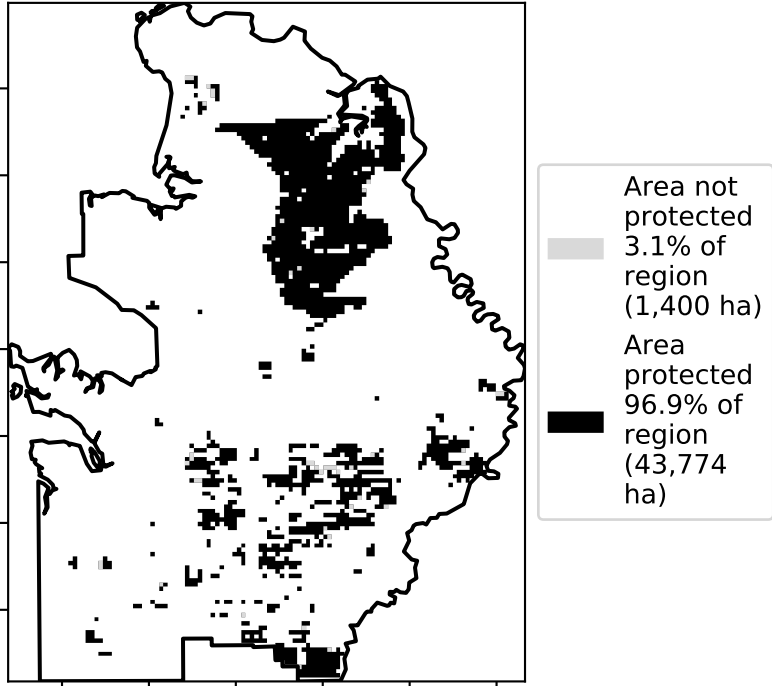 Area not
protected
3.1% of
region
(1,400 ha)
Area
protected
96.9% of
region
(43,774
ha)